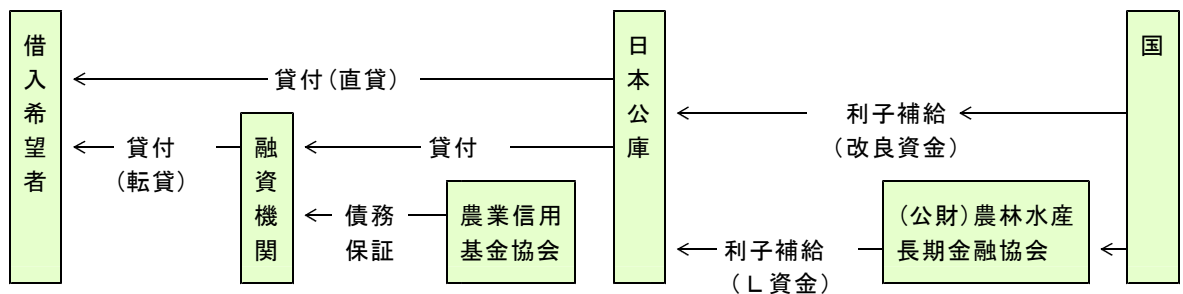 借入希望者
貸付(直貸)
貸付
(転貸)
融資機関
貸付
債務
保証
農業信用
基金協会
日本公庫
利子補給
(改良資金)
利子補給
(L資金)
(公財)農林水産
長期金融協会
国